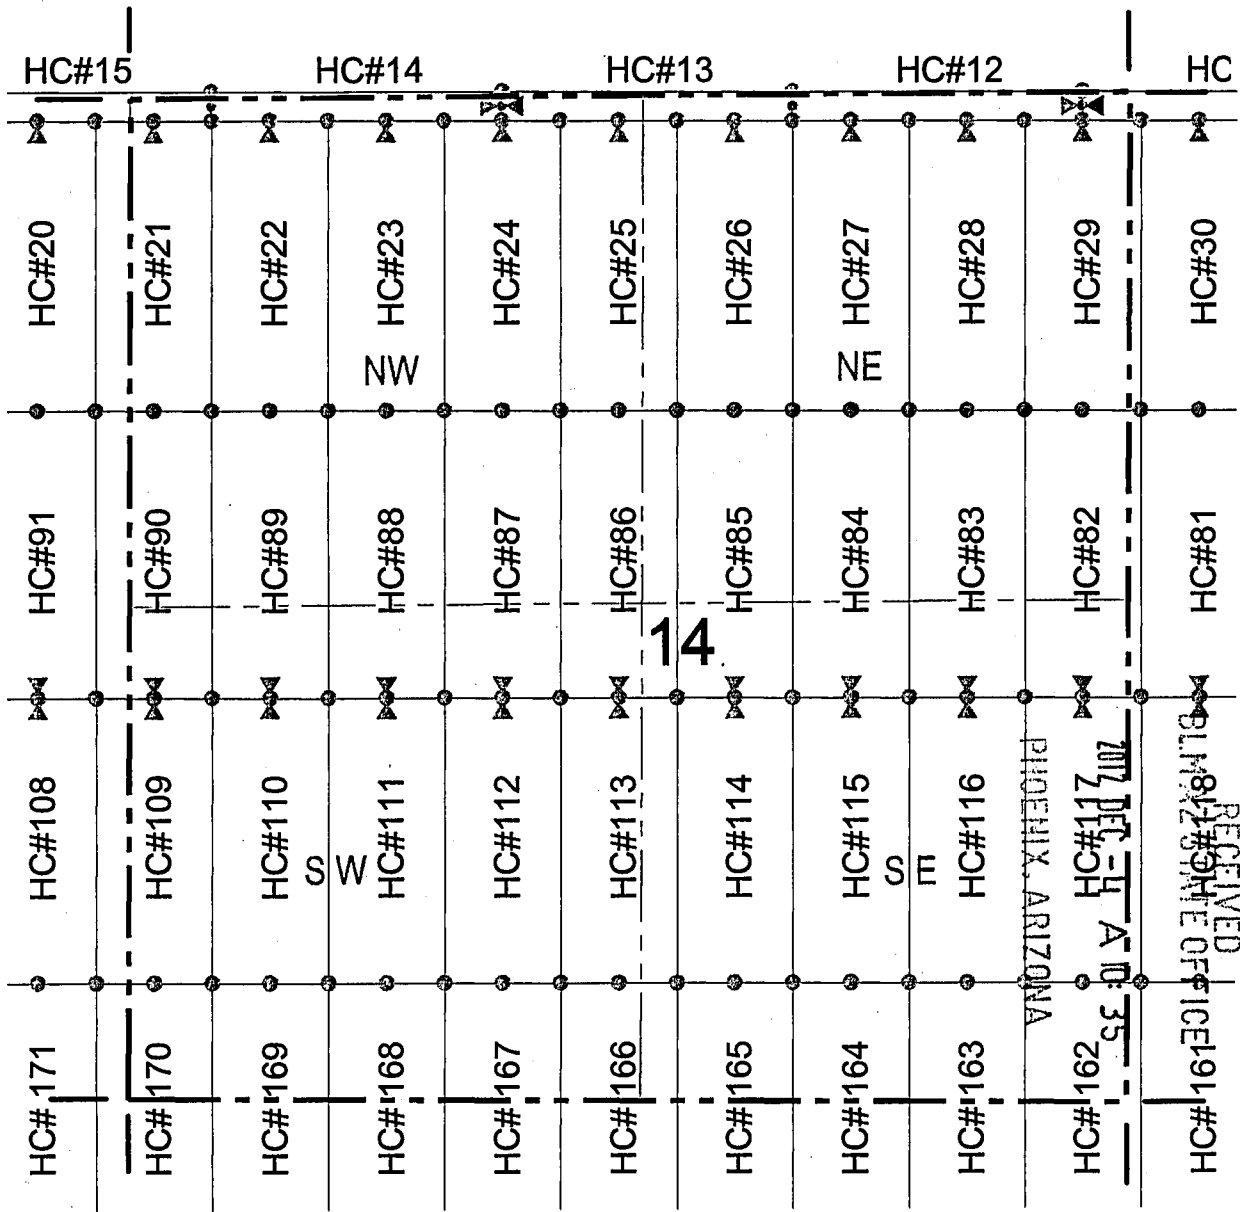 HC#15 HC#14 HC#13 HC#12 HC
HC#20 HC#21 HC#22 HC#23 HC#24 HC#25 HC#26 HC#27 HC#28 HC#29 HC#30
NW NE
HC#91 HC#90 HC#89 HC#88 HC#87 HC#86 HC#85 HC#84 HC#83 HC#82 HC#81
14
HC#108 HC#109 HC#110 HC#111 HC#112 HC#113 HC#114 HC#115 HC#116 HC#117 HC#118
SW SE
HC#171 HC#170 HC#169 HC#168 HC#167 HC#166 HC#165 HC#164 HC#163 HC#162 HC#161
RECEIVED
BLM AZ STATE OFFICE
2017 DEC -4 A 10: 35
PHOENIX, ARIZONA